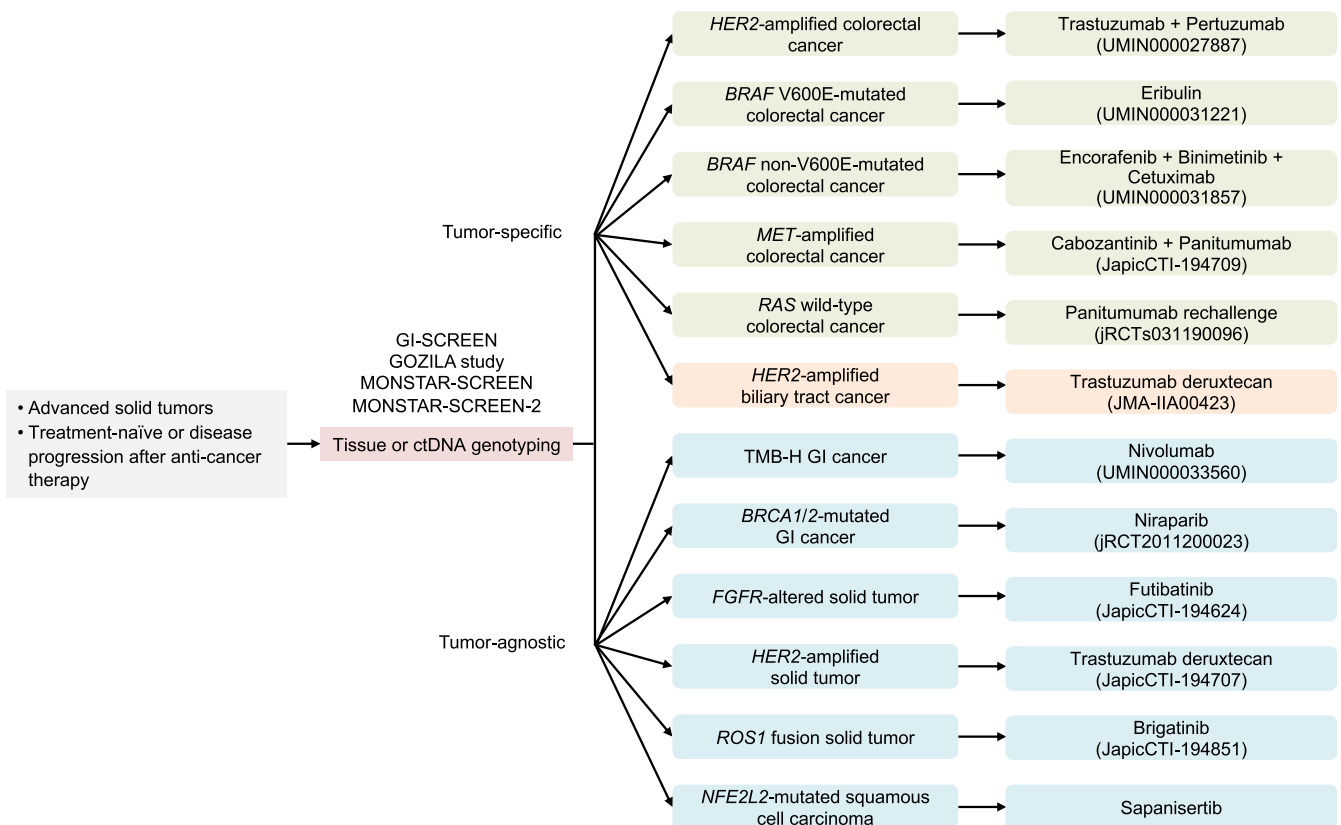 • Advanced solid tumors
• Treatment-naïve or disease
progression after anti-cancer
therapy
GI-SCREEN
GOZILA study
MONSTAR-SCREEN
MONSTAR-SCREEN-2
Tissue or ctDNA genotyping
Tumor-specific
HER2-amplified colorectal
cancer
Trastuzumab + Pertuzumab
(UMIN000027887)
BRAF V600E-mutated
colorectal cancer
Eribulin
(UMIN000031221)
BRAF non-V600E-mutated
colorectal cancer
Encorafenib + Binimetinib +
Cetuximab
(UMIN000031857)
MET-amplified
colorectal cancer
Cabozantinib + Panitumumab
(JapicCTI-194709)
RAS wild-type
colorectal cancer
Panitumumab rechallenge
(jRCTs031190096)
HER2-amplified
biliary tract cancer
Trastuzumab deruxtecan
(JMA-IIA00423)
Tumor-agnostic
TMB-H GI cancer
Nivolumab
(UMIN000033560)
BRCA1/2-mutated
GI cancer
Niraparib
(jRCT2011200023)
FGFR-altered solid tumor
Futibatinib
(JapicCTI-194624)
HER2-amplified
solid tumor
Trastuzumab deruxtecan
(JapicCTI-194707)
ROS1 fusion solid tumor
Brigatinib
(JapicCTI-194851)
NFE2L2-mutated squamous
cell carcinoma
Sapanisertib